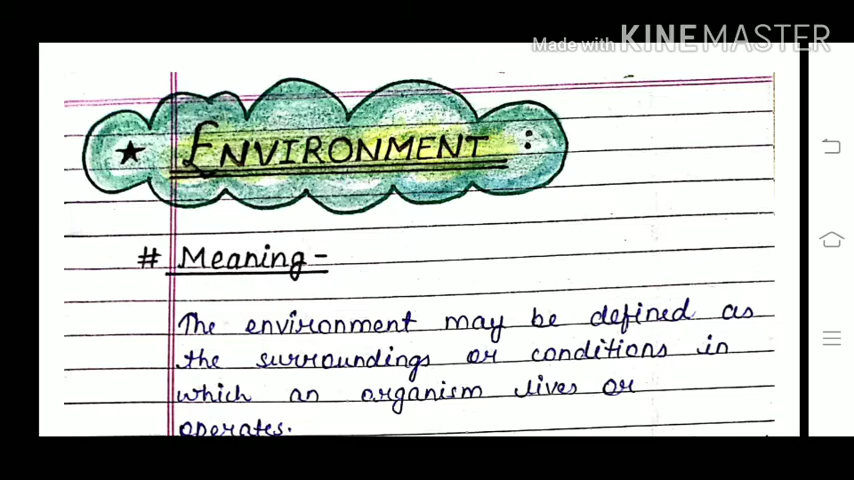 Made with KINEMASTER
★ ENVIRONMENT :
# Meaning -
The environment may be defined as
the surroundings or conditions in
which an organism lives or
operates.